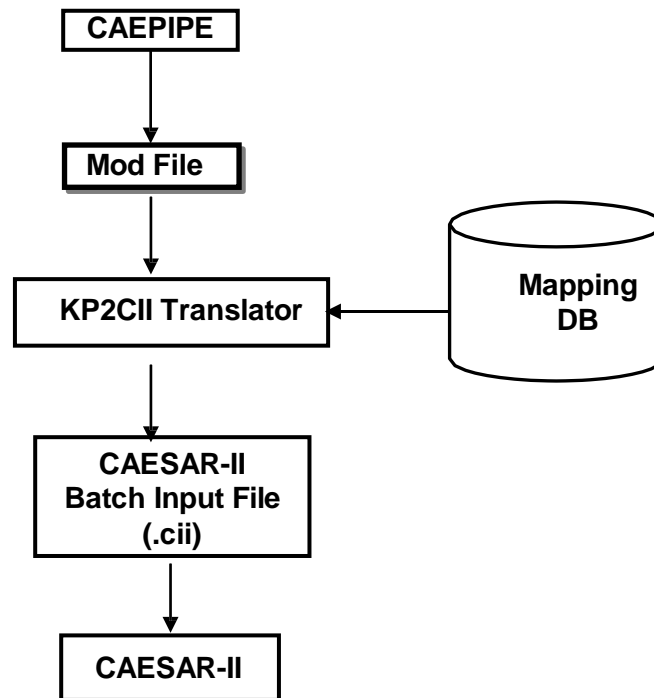 CAEPIPE
Mod File
KP2CII Translator
Mapping
DB
CAESAR-II
Batch Input File
(.cii)
CAESAR-II